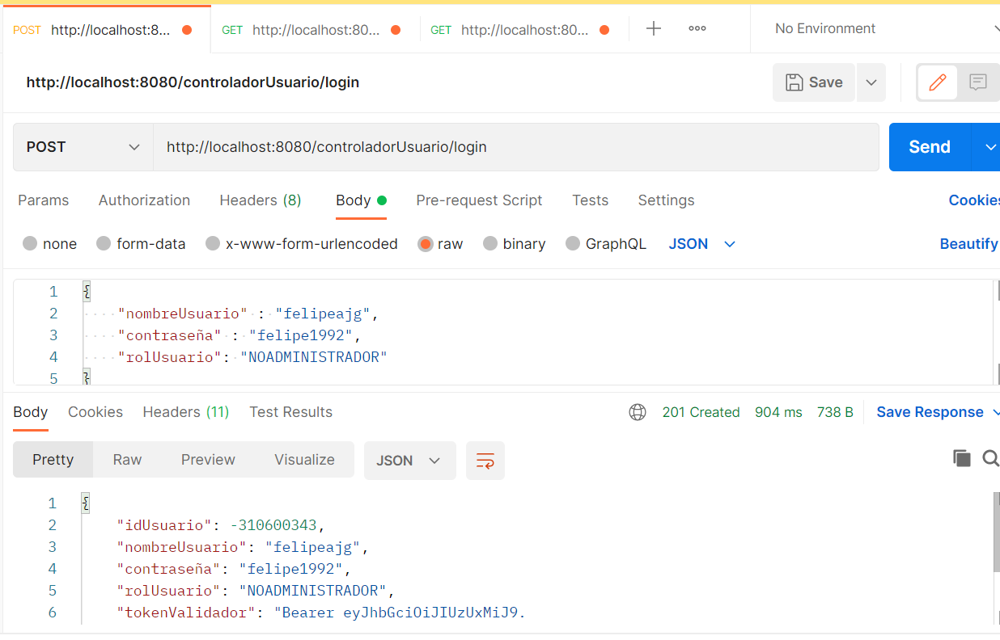 POST http://localhost:8... GET http://localhost:80... GET http://localhost:80... No Environment
http://localhost:8080/controladorUsuario/login Save
POST http://localhost:8080/controladorUsuario/login Send
Params Authorization Headers (8) Body Pre-request Script Tests Settings Cookies
none form-data x-www-form-urlencoded raw binary GraphQL JSON Beautify
1 {
2 "nombreUsuario" : "felipeajg",
3 "contraseña" : "felipe1992",
4 "rolUsuario": "NOADMINISTRADOR"
5 }
Body Cookies Headers (11) Test Results 201 Created 904 ms 738 B Save Response
Pretty Raw Preview Visualize JSON
1 {
2 "idUsuario": -310600343,
3 "nombreUsuario": "felipeajg",
4 "contraseña": "felipe1992",
5 "rolUsuario": "NOADMINISTRADOR",
6 "tokenValidador": "Bearer eyJhbGciOiJIUzUxMiJ9.